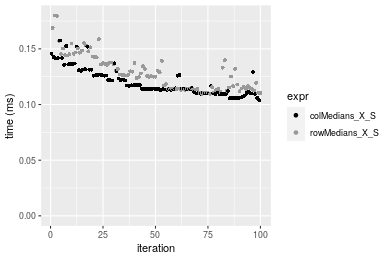 0.15
0.10
0.05
0.00
time (ms)
0
25
50
75
100
iteration
expr
colMedians_X_S
rowMedians_X_S